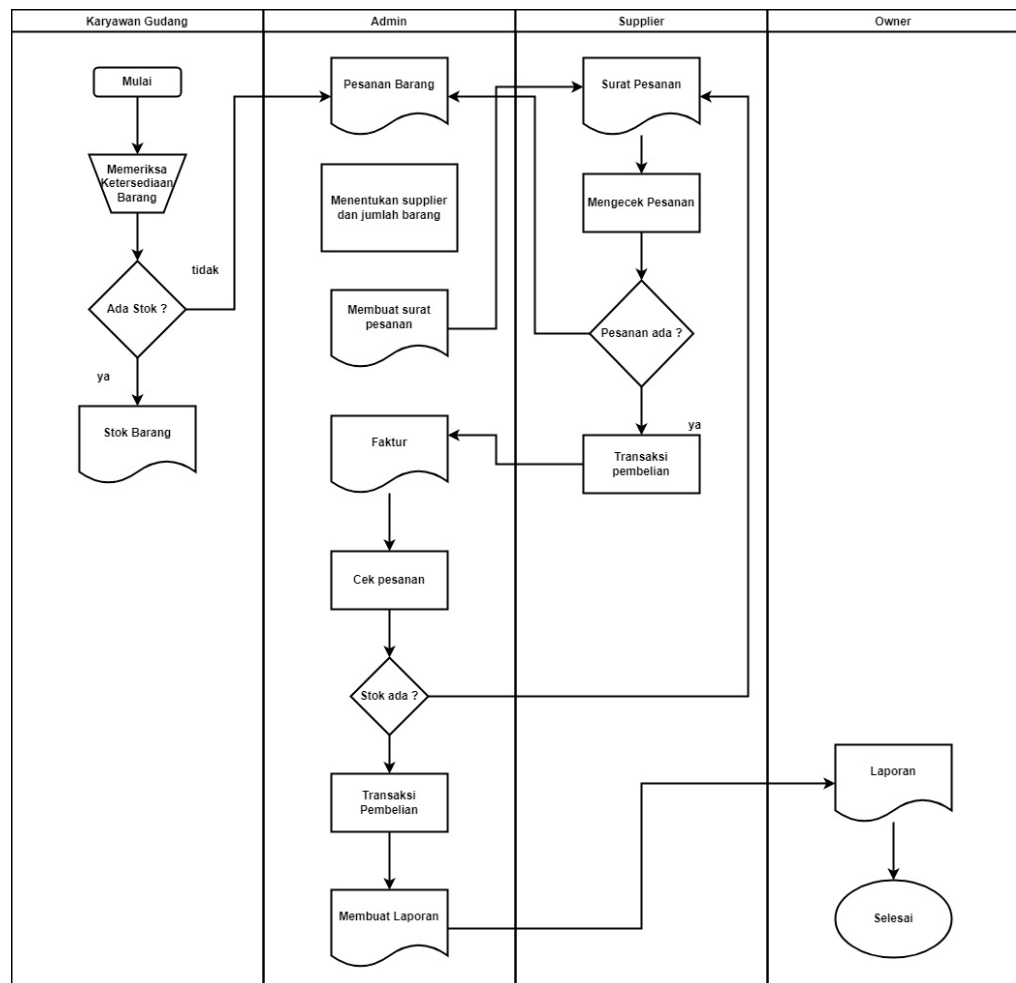 Karyawan Gudang
Admin
Supplier
Owner
Mulai
Memeriksa
Ketersediaan
Barang
Ada Stok ?
tidak
ya
Stok Barang
Pesanan Barang
Menentukan supplier
dan jumlah barang
Membuat surat
pesanan
Faktur
Cek pesanan
Stok ada ?
Transaksi
Pembelian
Membuat Laporan
Surat Pesanan
Mengecek Pesanan
Pesanan ada ?
ya
Transaksi
pembelian
Laporan
Selesai